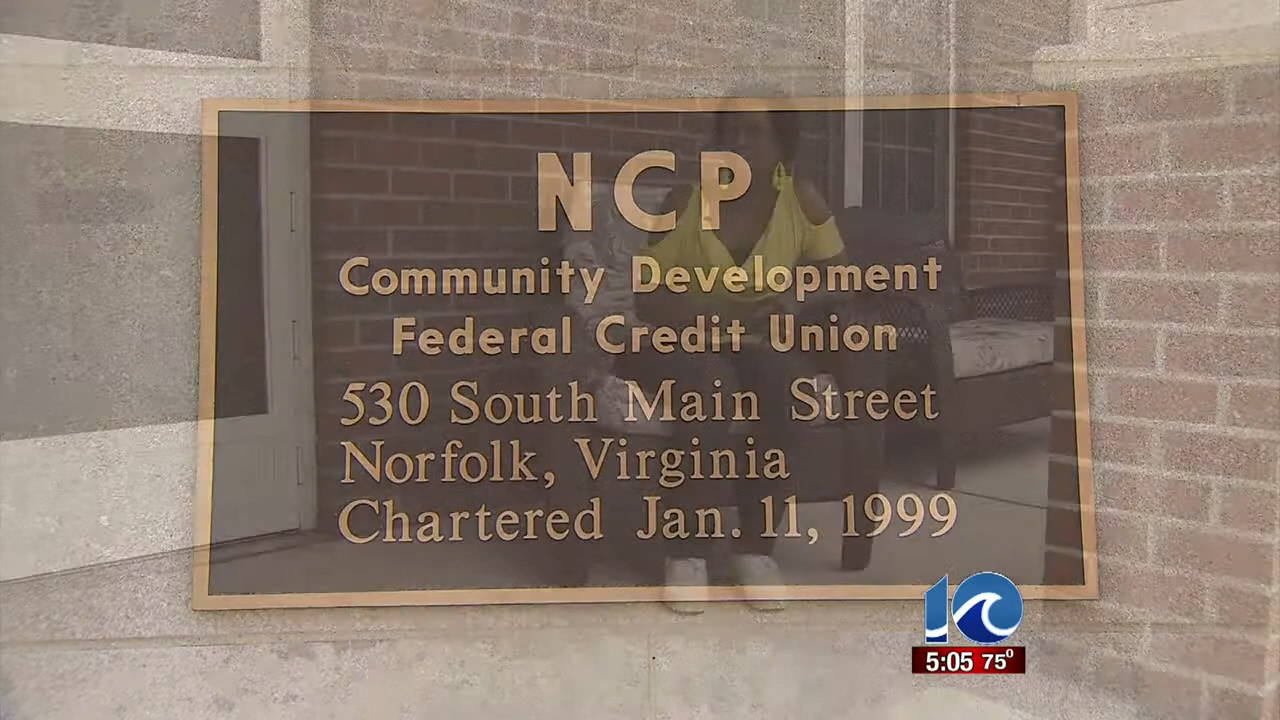 NCP
Community Development
Federal Credit Union
530 South Main Street
Norfolk, Virginia
Chartered Jan. 11, 1999
10
5:05 75°